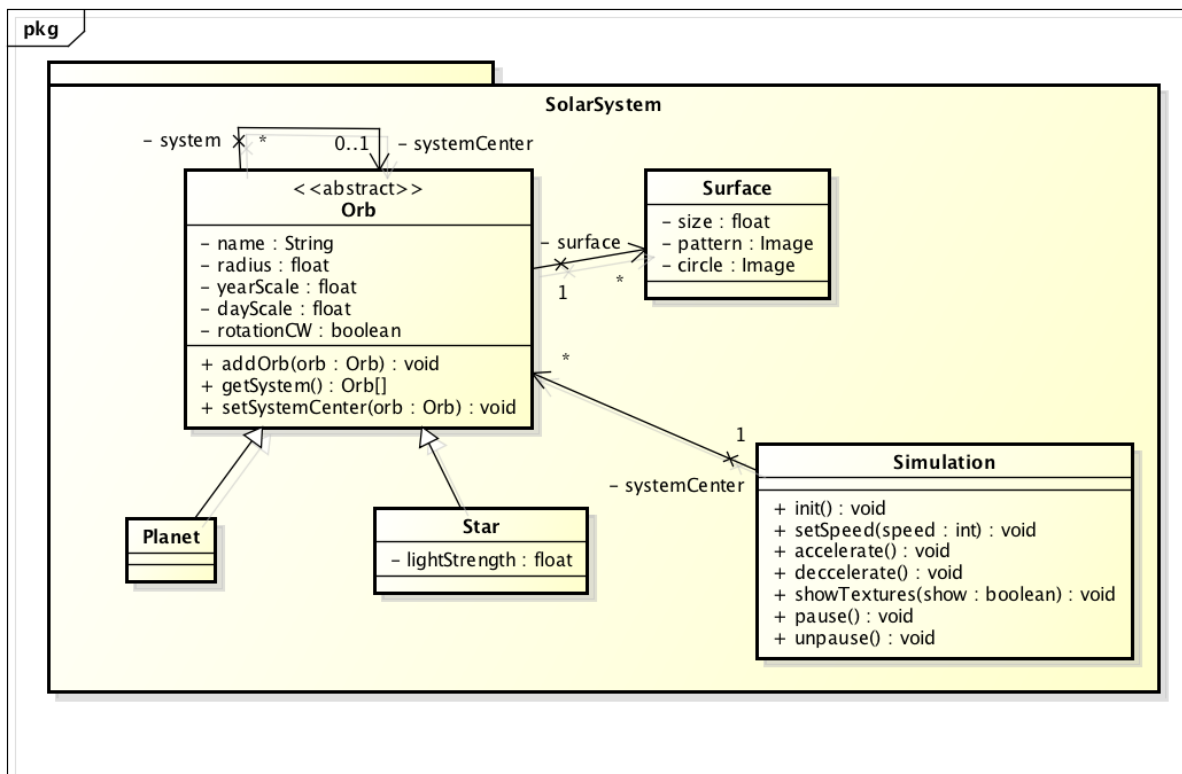 pkg
SolarSystem
– system
*
0..1
– systemCenter
<<abstract>>
Orb
– name : String
– radius : float
– yearScale : float
– dayScale : float
– rotationCW : boolean
+ addOrb(orb : Orb) : void
+ getSystem() : Orb[]
+ setSystemCenter(orb : Orb) : void
– surface
1
*
Surface
– size : float
– pattern : Image
– circle : Image
*
1
– systemCenter
Simulation
+ init() : void
+ setSpeed(speed : int) : void
+ accelerate() : void
+ deccelerate() : void
+ showTextures(show : boolean) : void
+ pause() : void
+ unpause() : void
Planet
Star
– lightStrength : float